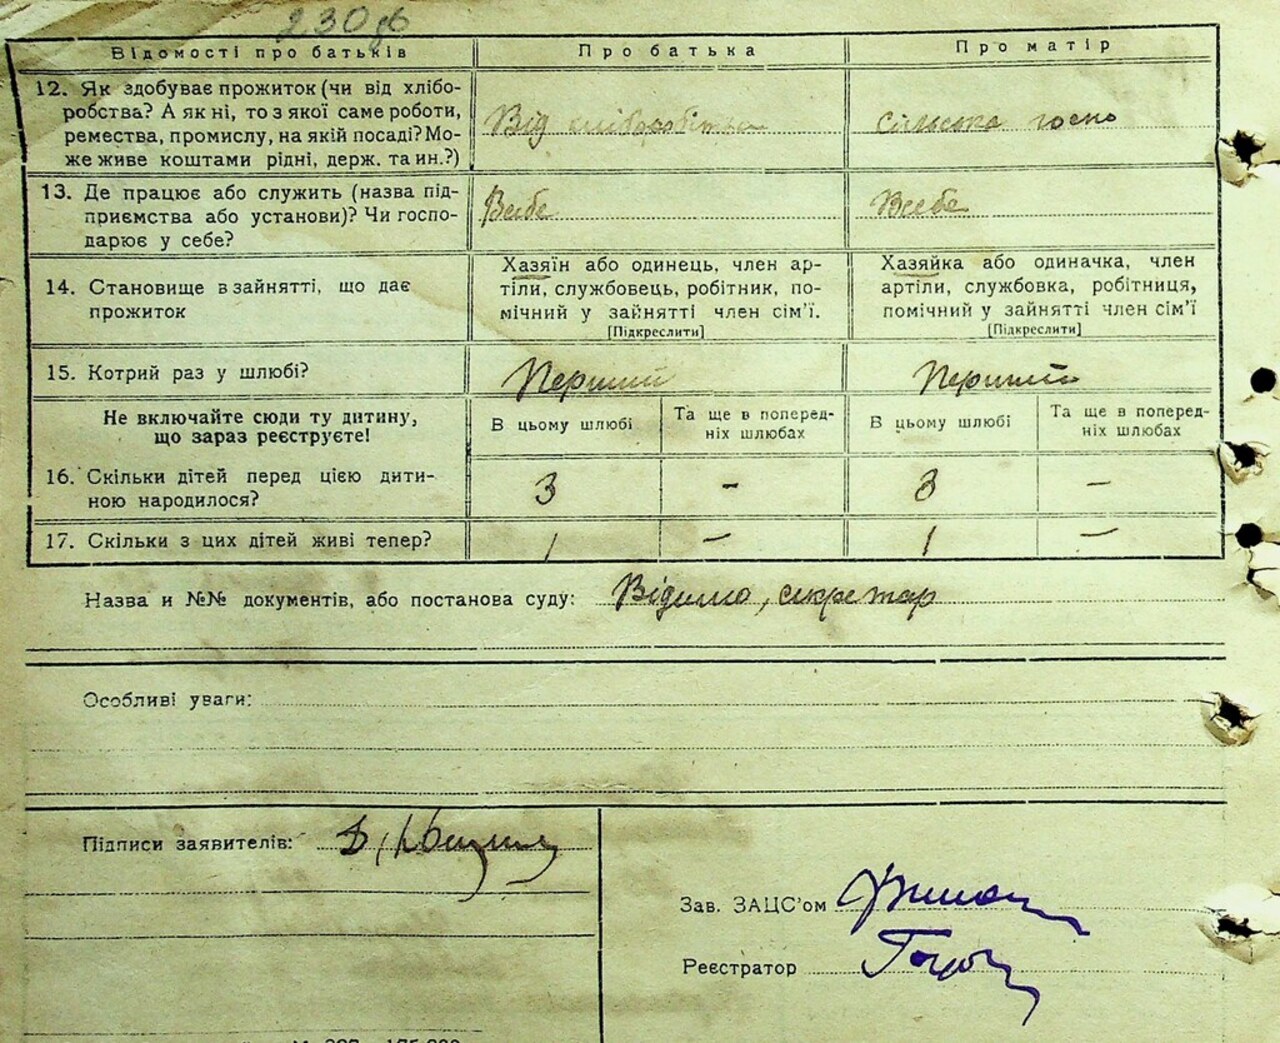 230
Відомості про батьків Про батька Про матір
12. Як здобуває прожиток (чи від хлібо-
робства? А як ні, то з якої саме роботи,
ремества, промислу, на якій посаді? Мо-
же живе коштами рідні, держ. та ин.?)
Від хліборобства
сільське госп
13. Де працює або служить (назва під-
приємства або установи)? Чи госпо-
дарює у себе?
Всебе
Всебе
14. Становище в зайнятті, що дає
прожиток
Хазяїн або одинець, член ар-
тіли, службовець, робітник, по-
мічний у зайнятті член сім’ї.
[Підкреслити]
Хазяйка або одиначка, член
артіли, службовка, робітниця,
помічний у зайнятті член сім’ї
[Підкреслити]
15. Котрий раз у шлюбі? Перший Перший
Не включайте сюди ту дитину,
що зараз реєструєте!
В цьому шлюбі
Та ще в поперед-
ніх шлюбах
В цьому шлюбі
Та ще в поперед-
ніх шлюбах
16. Скільки дітей перед цією дити-
ною народилося?
3 - 3 -
17. Скільки з цих дітей живі тепер? 1 - 1 -
Назва и №№ документів, або постанова суду: Відимо, секретар
Особливі уваги:
Підписи заявителів:
Зав. ЗАЦС’ом
Реєстратор